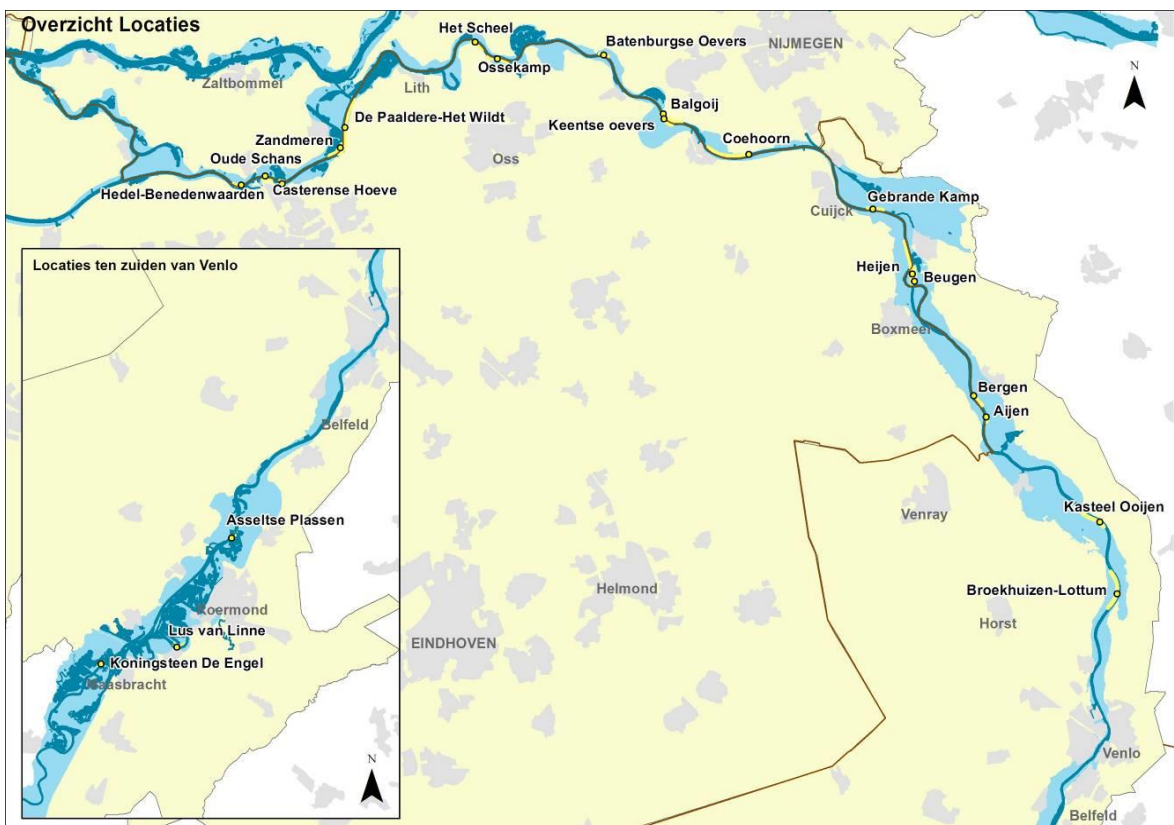 Overzicht Locaties
Het Scheel
Batenburgse Oevers
NIJMEGEN
Ossekamp
Zaltbommel
Lith
N
De Paaldere-Het Wildt
Balgoij
Keentse oevers
Coehoorn
Zandmeren
Oss
Oude Schans
Hedel-Benedenwaarden
Casterense Hoeve
Gebrande Kamp
Cuijck
Locaties ten zuiden van Venlo
Heijen
Beugen
Boxmeer
Bergen
Aijen
Belfeld
Venray
Kasteel Ooijen
Asseltse Plassen
Helmond
Broekhuizen-Lottum
Roermond
Horst
Lus van Linne
EINDHOVEN
Koningsteen De Engel
Maasbracht
N
Venlo
Belfeld